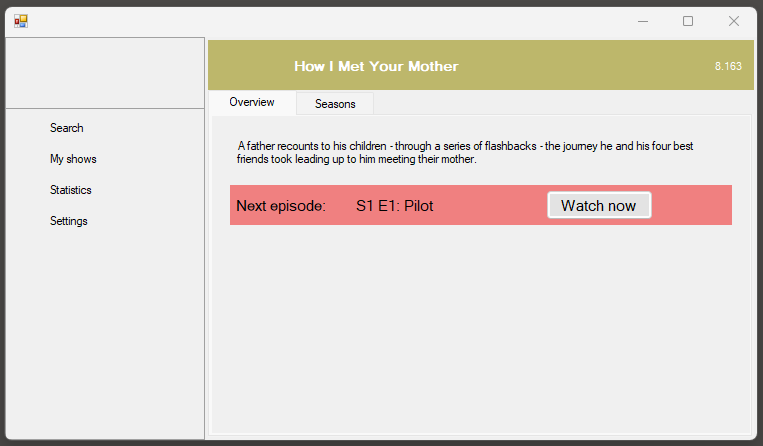 How I Met Your Mother
8.163
Overview
Seasons
Search
My shows
Statistics
Settings
A father recounts to his children - through a series of flashbacks - the journey he and his four best
friends took leading up to him meeting their mother.
Next episode: S1 E1: Pilot
Watch now